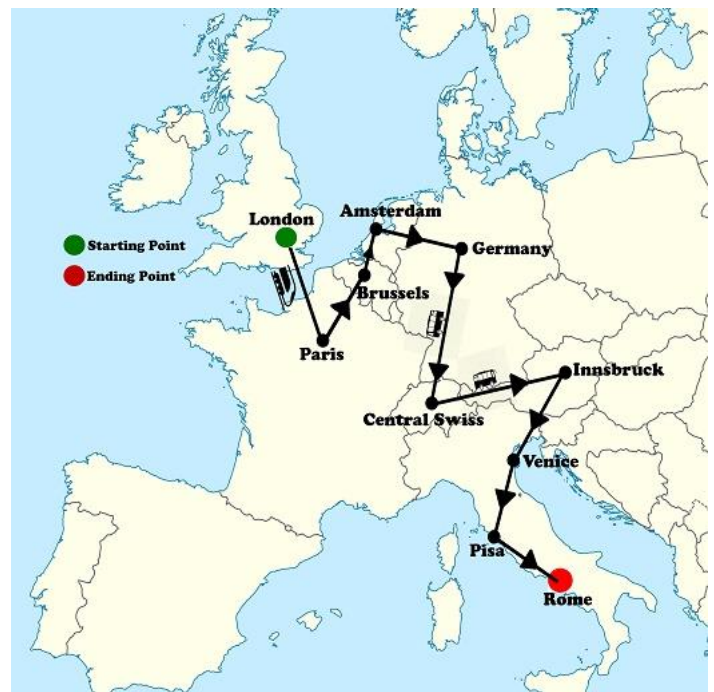 Amsterdam
London
Germany
Starting Point
Ending Point
Brussels
Paris
Innsbruck
Central Swiss
Venice
Pisa
Rome